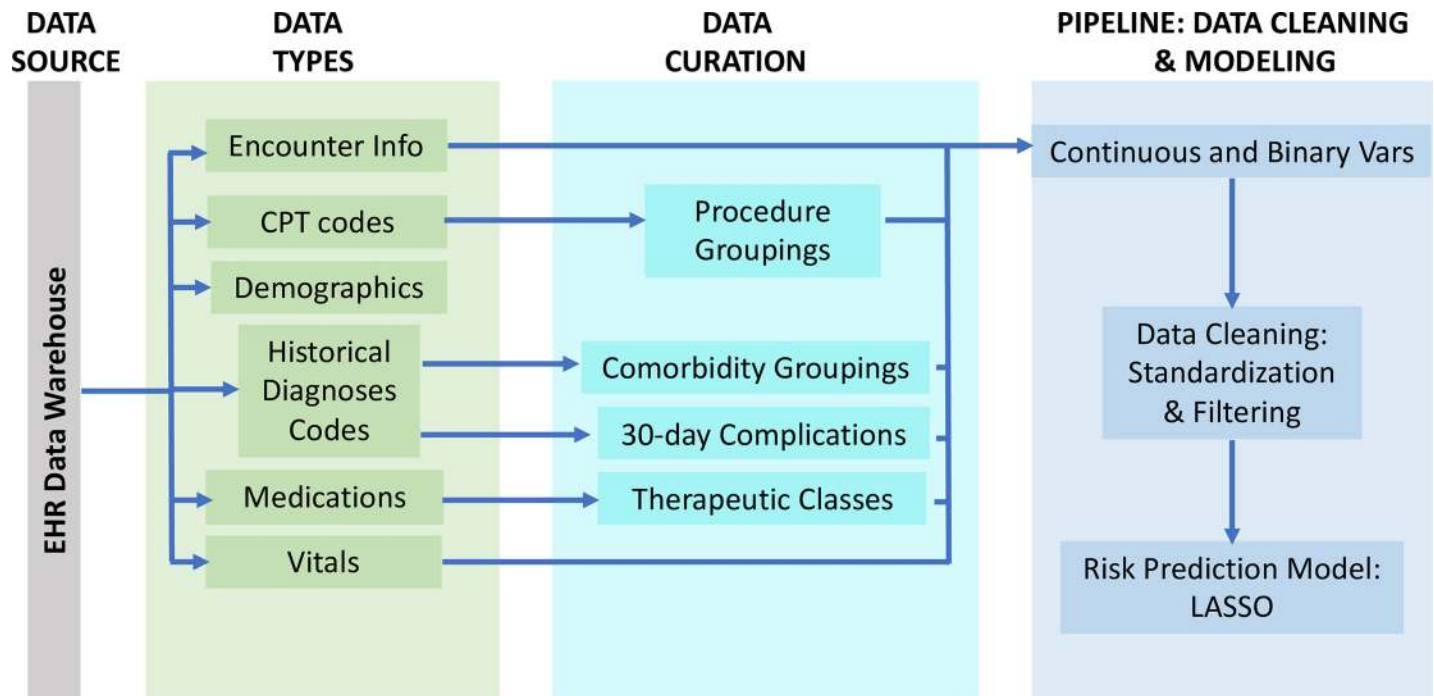 DATA
SOURCE
DATA
TYPES
DATA
CURATION
PIPELINE: DATA CLEANING
& MODELING
EHR Data Warehouse
Encounter Info
CPT codes
Demographics
Historical
Diagnoses
Codes
Medications
Vitals
Procedure
Groupings
Comorbidity Groupings
30-day Complications
Therapeutic Classes
Continuous and Binary Vars
Data Cleaning:
Standardization
& Filtering
Risk Prediction Model:
LASSO